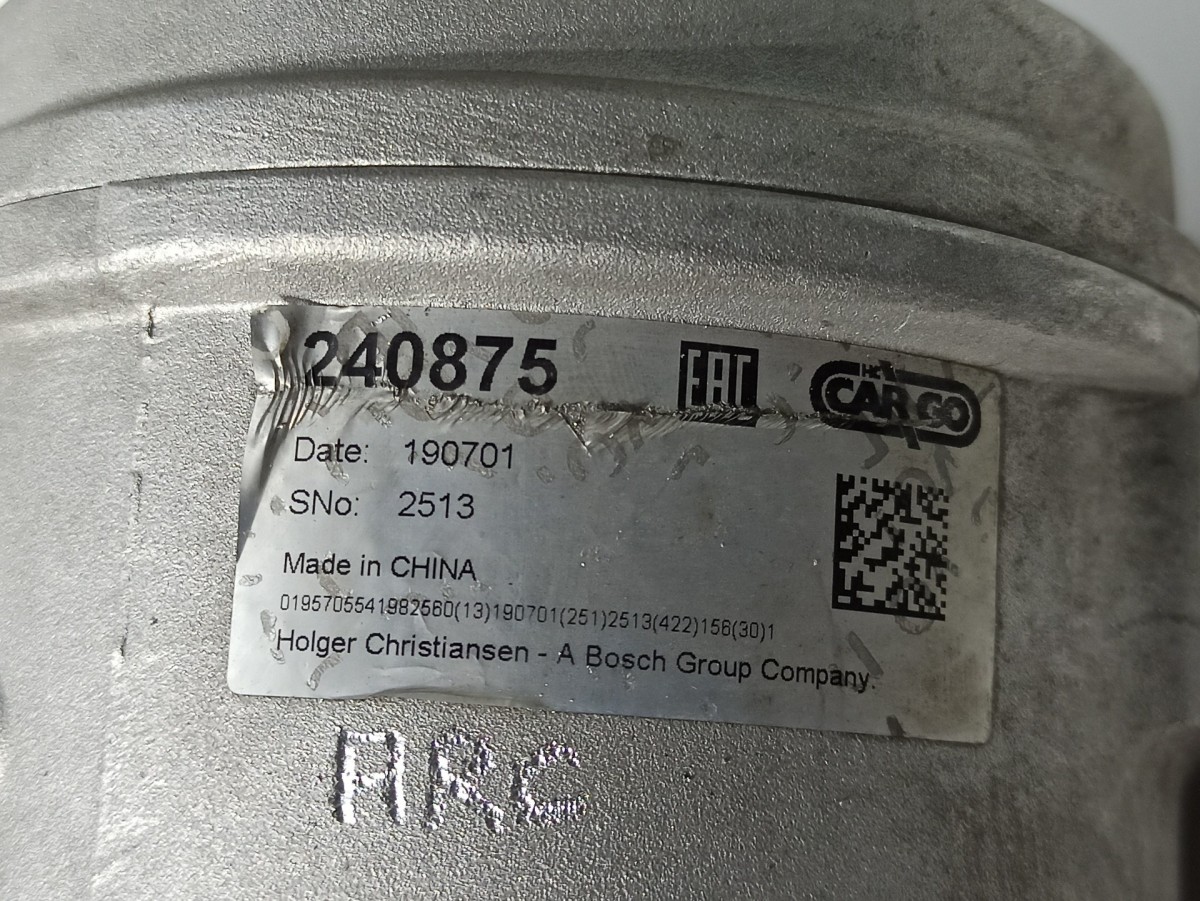 240875 EAC HC CARGO
Date: 190701
SNo: 2513
Made in CHINA
0195705541982560(13)190701(251)2513(422)156(30)1
Holger Christiansen - A Bosch Group Company.
ARC